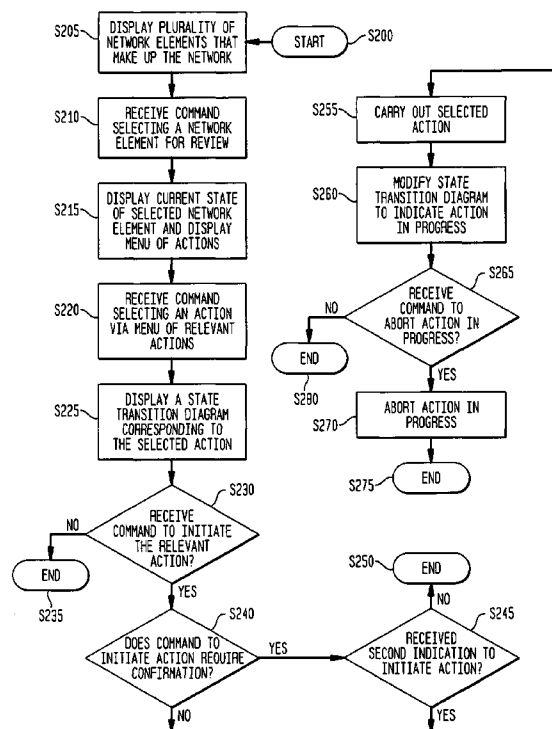 S205
DISPLAY PLURALITY OF
NETWORK ELEMENTS THAT
MAKE UP THE NETWORK
START
S200
S210
RECEIVE COMMAND
SELECTING A NETWORK
ELEMENT FOR REVIEW
S215
DISPLAY CURRENT STATE
OF SELECTED NETWORK
ELEMENT AND DISPLAY
MENU OF ACTIONS
S220
RECEIVE COMMAND
SELECTING AN ACTION
VIA MENU OF RELEVANT
ACTIONS
S225
DISPLAY A STATE
TRANSITION DIAGRAM
CORRESPONDING TO
THE SELECTED ACTION
S230
RECEIVE
COMMAND TO INITIATE
THE RELEVANT
ACTION?
NO
END
S235
YES
S240
DOES COMMAND TO
INITIATE ACTION REQUIRE
CONFIRMATION?
YES
NO
S245
RECEIVED
SECOND INDICATION TO
INITIATE ACTION?
NO
S250
END
YES
S255
CARRY OUT SELECTED
ACTION
S260
MODIFY STATE
TRANSITION DIAGRAM
TO INDICATE ACTION
IN PROGRESS
S265
RECEIVE
COMMAND TO
ABORT ACTION IN
PROGRESS?
NO
END
S280
YES
S270
ABORT ACTION IN
PROGRESS
S275
END